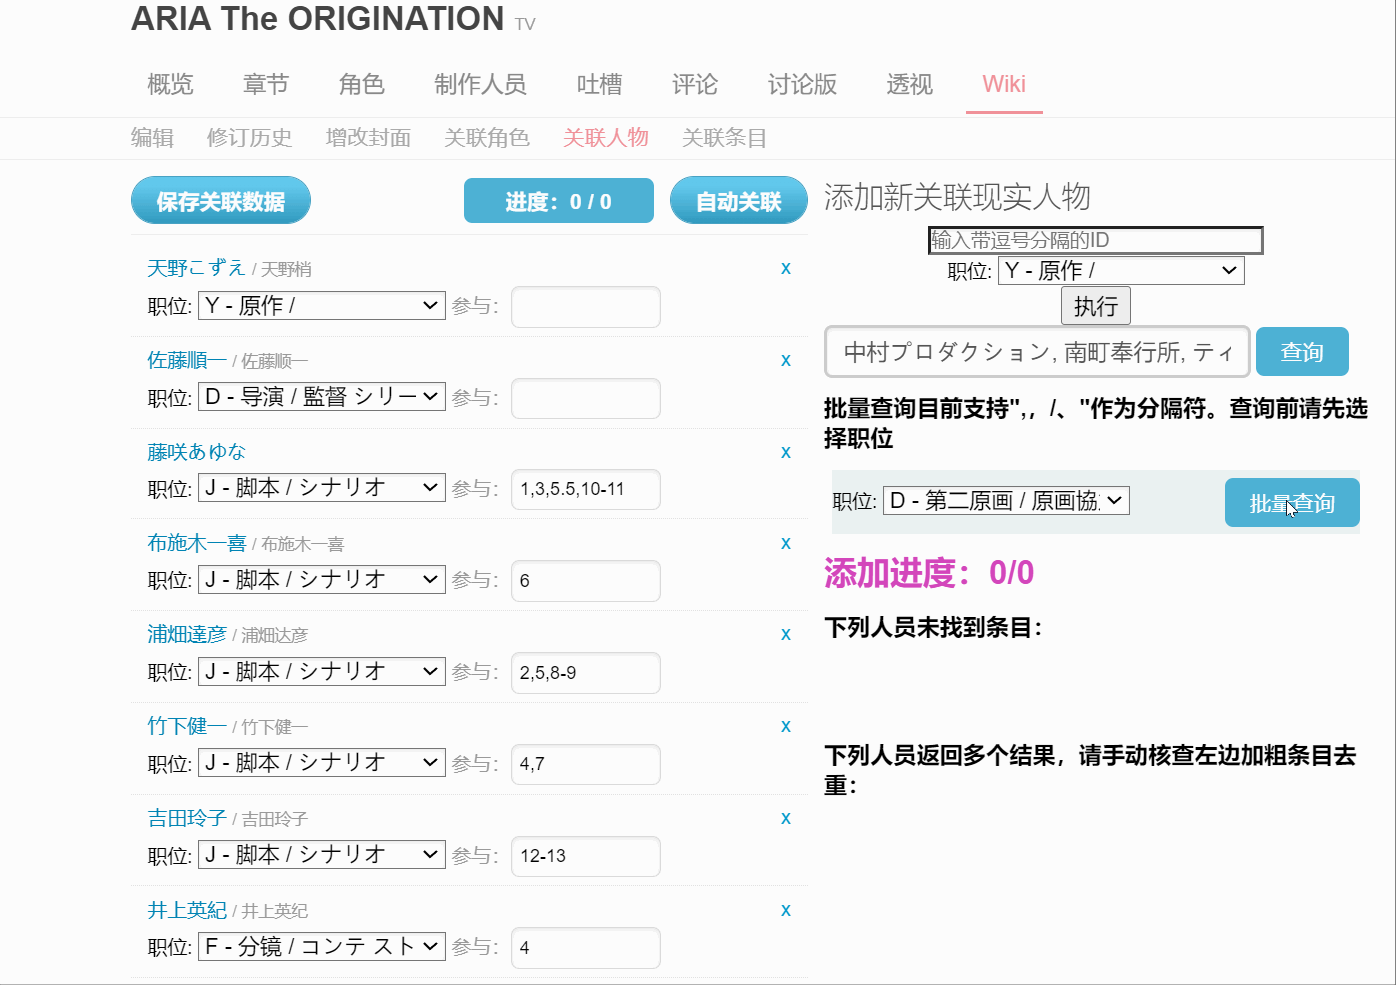 ARIA The ORIGINATION TV
概览 章节 角色 制作人员 吐槽 评论 讨论版 透视 Wiki
编辑 修订历史 增改封面 关联角色 关联人物 关联条目
保存关联数据 进度：0 / 0 自动关联
天野こずえ / 天野梢 x
职位: Y - 原作 / 参与:
佐藤順一 / 佐藤顺一 x
职位: D - 导演 / 監督 シリー 参与:
藤咲あゆな x
职位: J - 脚本 / シナリオ 参与: 1,3,5.5,10-11
布施木一喜 / 布施木一喜 x
职位: J - 脚本 / シナリオ 参与: 6
浦畑達彦 / 浦畑达彦 x
职位: J - 脚本 / シナリオ 参与: 2,5,8-9
竹下健一 / 竹下健一 x
职位: J - 脚本 / シナリオ 参与: 4,7
吉田玲子 / 吉田玲子 x
职位: J - 脚本 / シナリオ 参与: 12-13
井上英紀 / 井上英纪 x
职位: F - 分镜 / コンテ スト 参与: 4
添加新关联现实人物
输入带逗号分隔的ID
职位: Y - 原作 /
执行
中村プロダクション, 南町奉行所, ティ 查询
批量查询目前支持",，/、"作为分隔符。查询前请先选
择职位
职位: D - 第二原画 / 原画協 批量查询
添加进度：0/0
下列人员未找到条目：
下列人员返回多个结果，请手动核查左边加粗条目去
重：